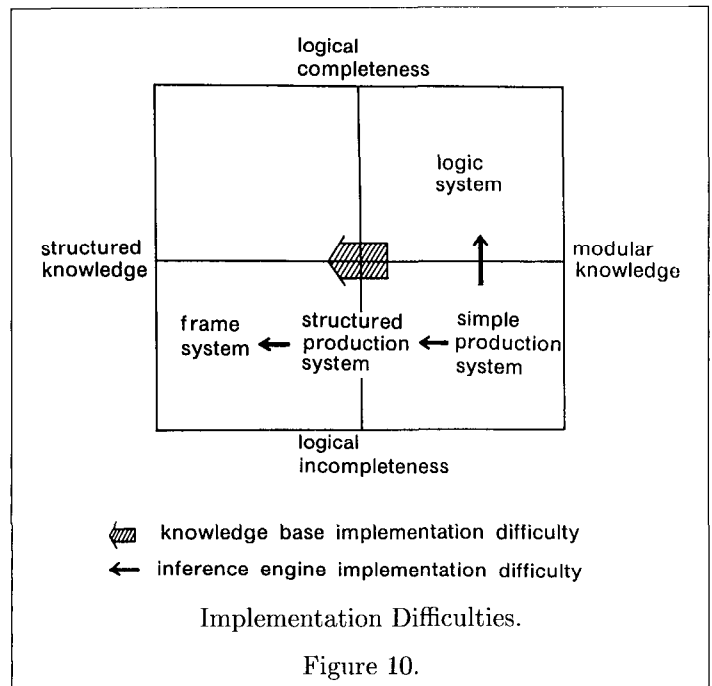 logical
completeness
logic
system
structured
knowledge
modular
knowledge
frame
system
structured
production
system
simple
production
system
logical
incompleteness
knowledge base implementation difficulty
inference engine implementation difficulty
Implementation Difficulties.
Figure 10.